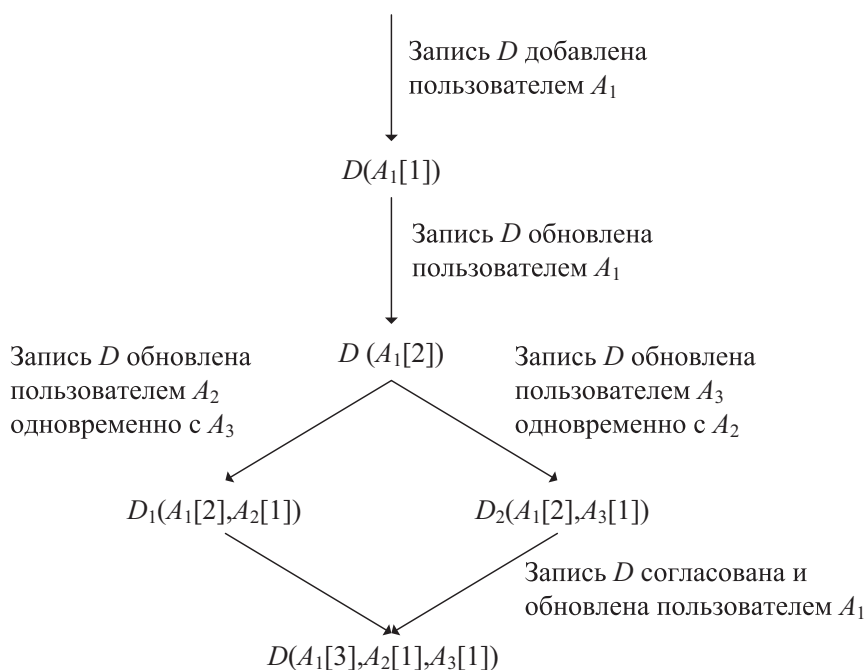 Запись D добавлена
пользователем A₁
D(A₁[1])
Запись D обновлена
пользователем A₁
D (A₁[2])
Запись D обновлена
пользователем A₂
одновременно с A₃
Запись D обновлена
пользователем A₃
одновременно с A₂
D₁(A₁[2],A₂[1])
D₂(A₁[2],A₃[1])
Запись D согласована и
обновлена пользователем A₁
D(A₁[3],A₂[1],A₃[1])